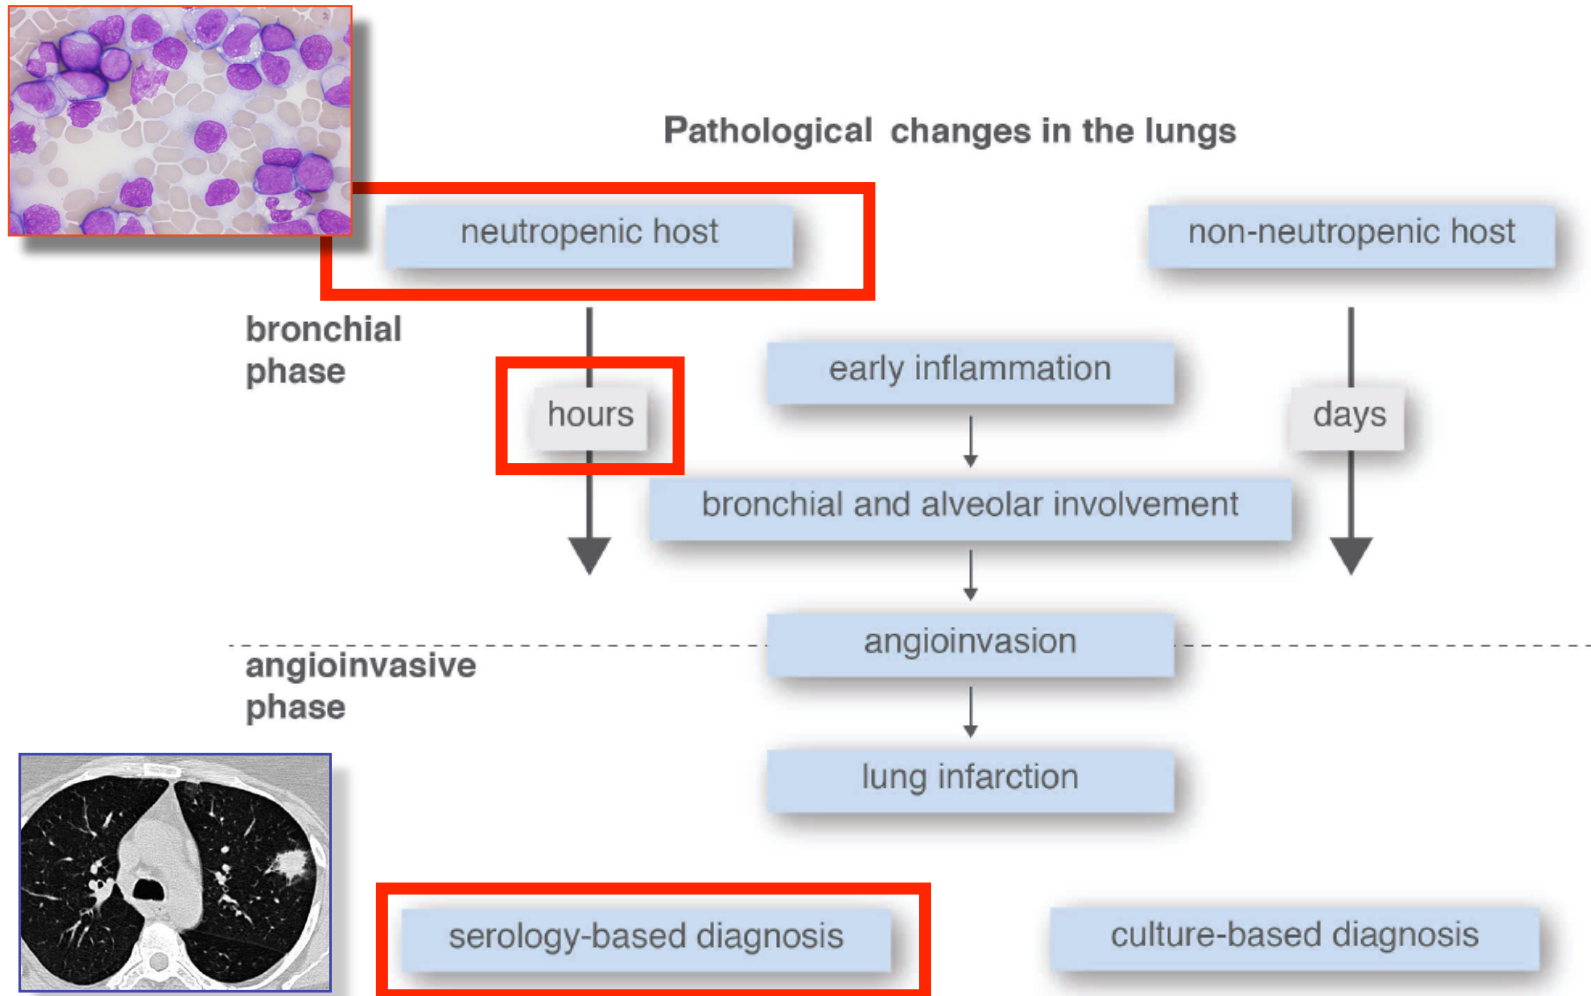 Pathological changes in the lungs
neutropenic host
non-neutropenic host
bronchial
phase
early inflammation
hours
days
bronchial and alveolar involvement
angioinvasion
angioinvasive
phase
lung infarction
serology-based diagnosis
culture-based diagnosis